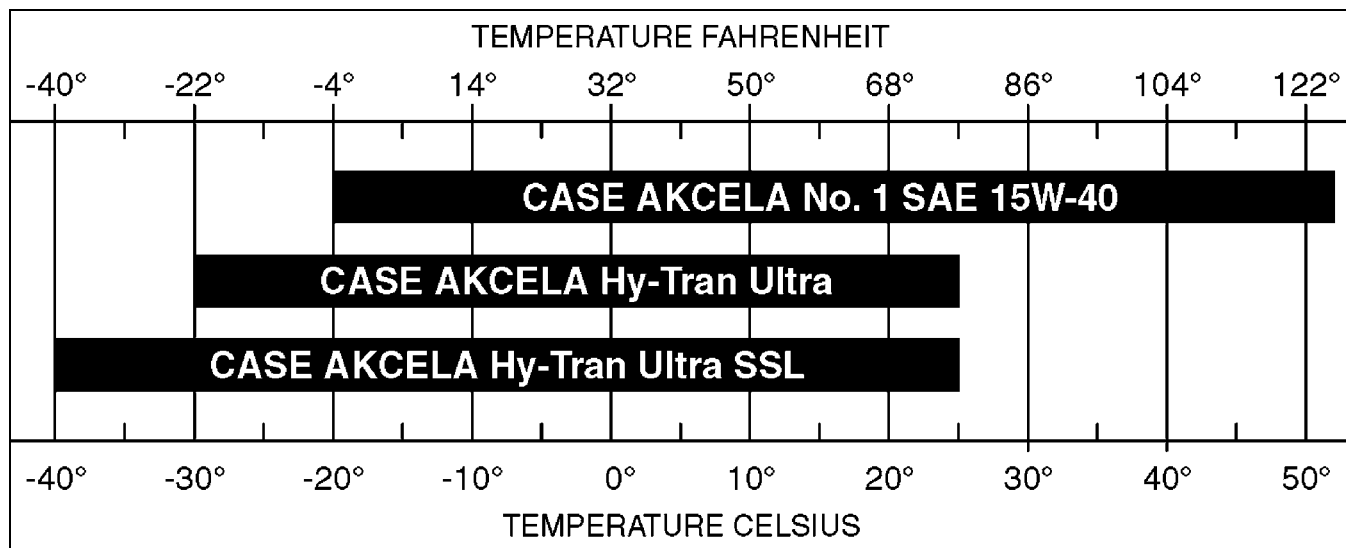 TEMPERATURE FAHRENHEIT
-40° -22° -4° 14° 32° 50° 68° 86° 104° 122°
CASE AKCELA No. 1 SAE 15W-40
CASE AKCELA Hy-Tran Ultra
CASE AKCELA Hy-Tran Ultra SSL
-40° -30° -20° -10° 0° 10° 20° 30° 40° 50°
TEMPERATURE CELSIUS